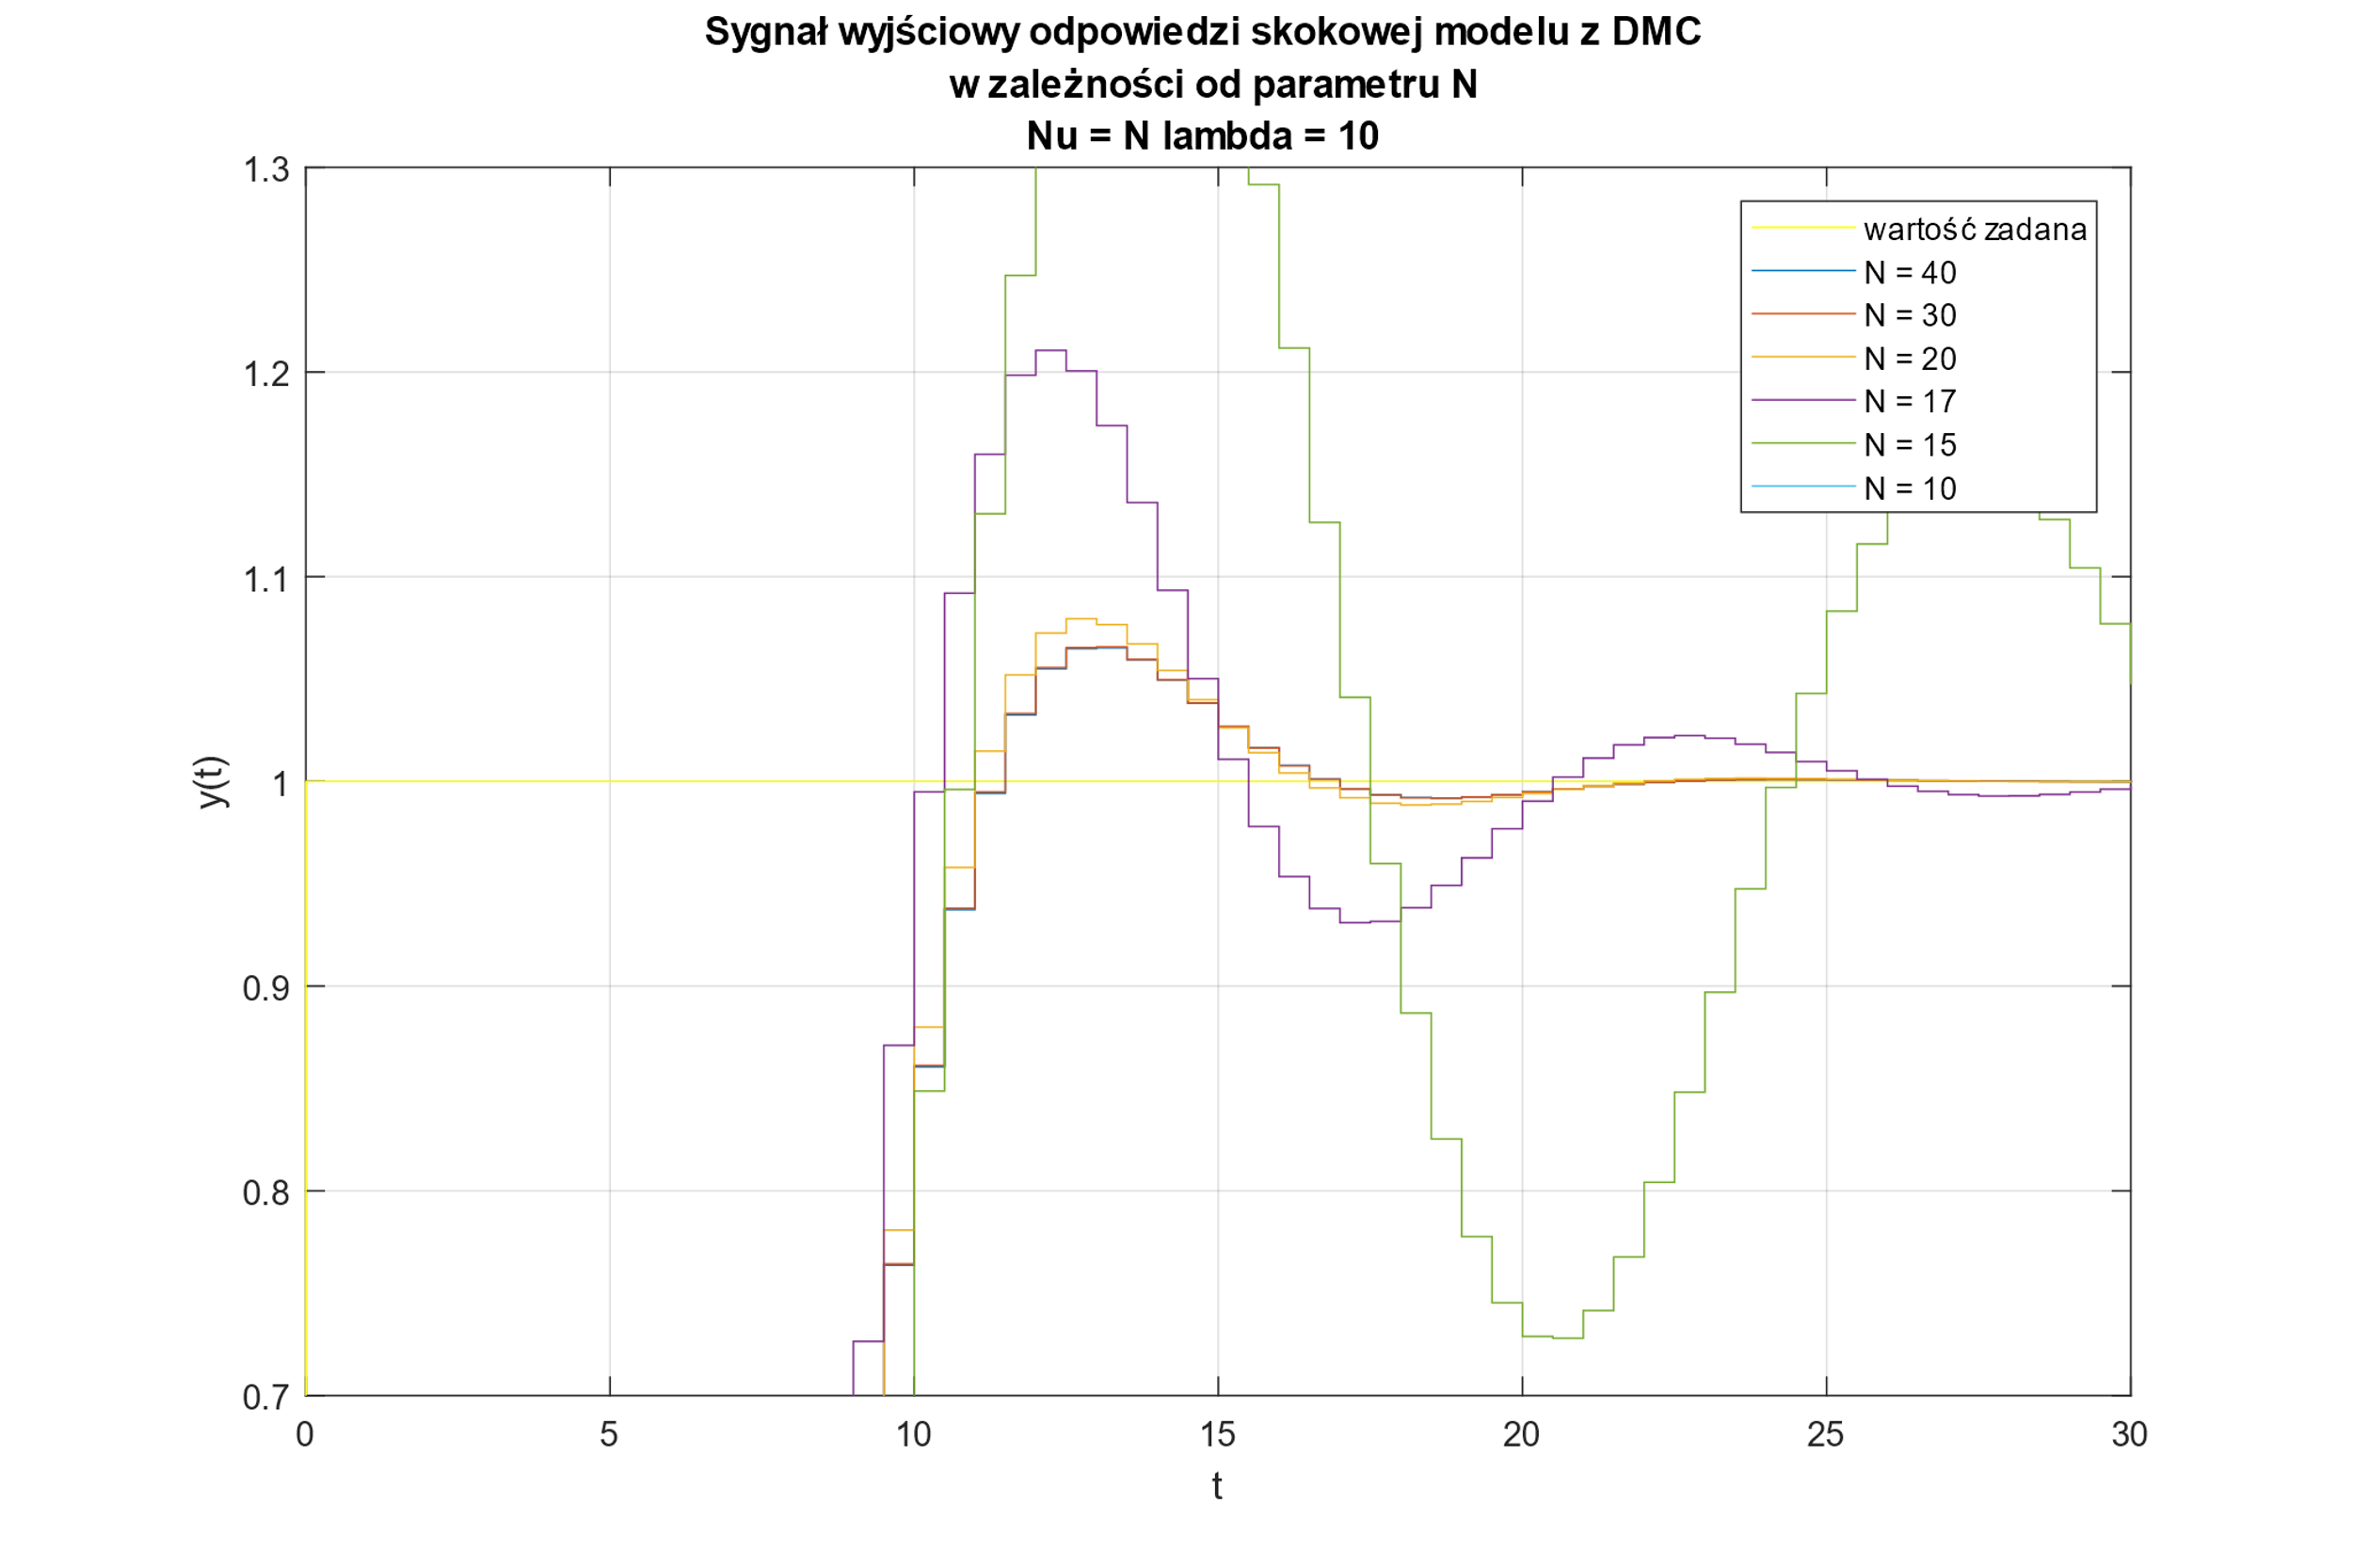 Sygnał wyjściowy odpowiedzi skokowej modelu z DMC
w zależności od parametru N
Nu = N lambda = 10
1.3
1.2
1.1
1
0.9
0.8
0.7
y(t)
wartość zadana
N = 40
N = 30
N = 20
N = 17
N = 15
N = 10
0 5 10 15 20 25 30
t